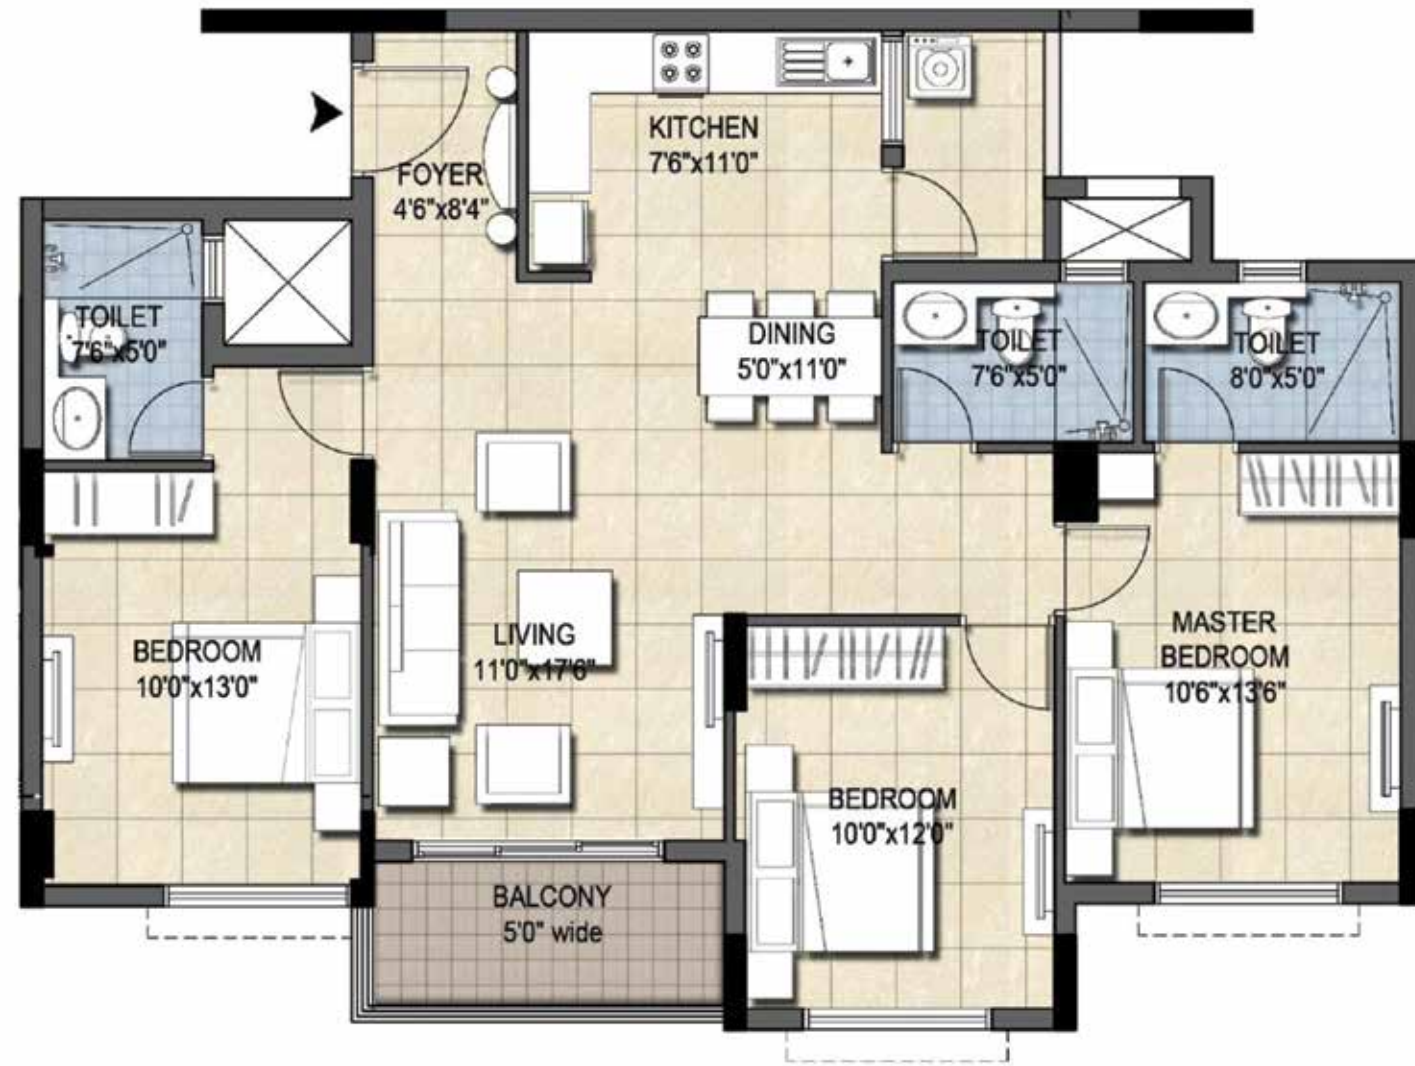 KITCHEN
7'6"x11'0"
FOYER
4'6"x8'4"
TOILET
7'6"x5'0"
DINING
5'0"x11'0"
TOILET
7'6"x5'0"
TOILET
8'0"x5'0"
BEDROOM
10'0"x13'0"
LIVING
11'0"x17'6"
MASTER
BEDROOM
10'6"x13'6"
BEDROOM
10'0"x12'0"
BALCONY
5'0" wide